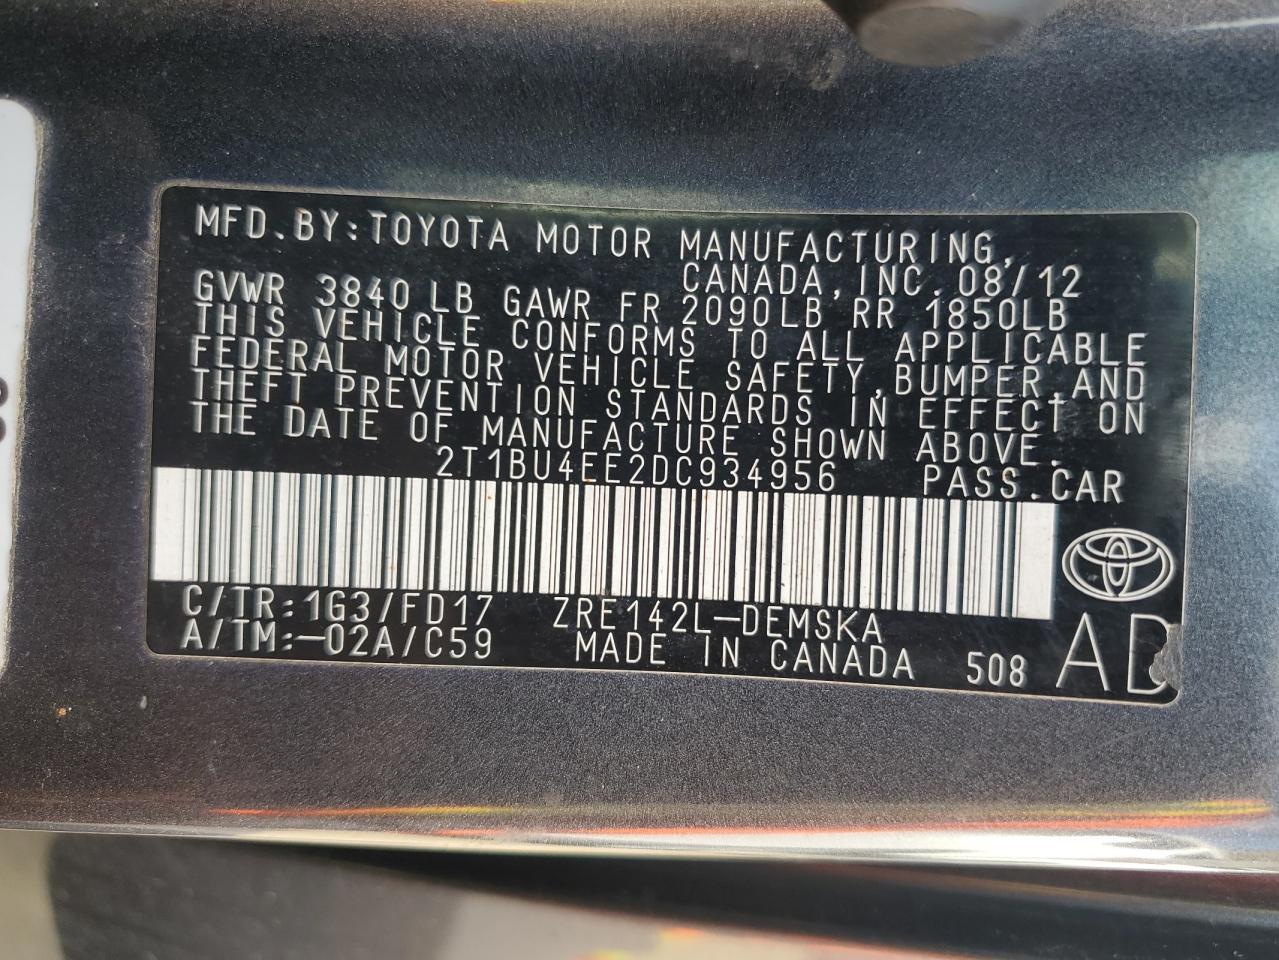 MFD.BY:TOYOTA MOTOR MANUFACTURING,
CANADA,INC.08/12
GVWR 3840LB GAWR FR 2090LB RR 1850LB
THIS VEHICLE CONFORMS TO ALL APPLICABLE
FEDERAL MOTOR VEHICLE SAFETY,BUMPER,AND
THEFT PREVENTION STANDARDS IN EFFECT ON
THE DATE OF MANUFACTURE SHOWN ABOVE.
2T1BU4EE2DC934956 PASS.CAR
C/TR:1G3/FD17 ZRE142L-DEMSKA
A/TM:-02A/C59 MADE IN CANADA 508 AD